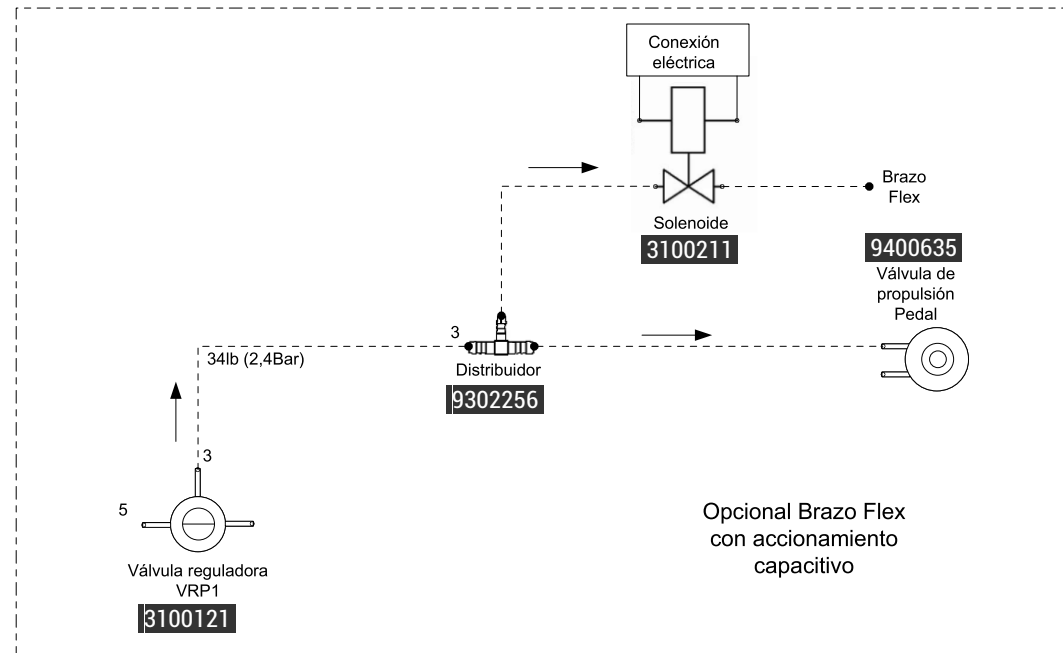 Conexión
eléctrica
Brazo
Flex
Solenoide
3100211
9400635
Válvula de
propulsión
Pedal
3
34lb (2,4Bar)
Distribuidor
9302256
3
5
Válvula reguladora
VRP1
3100121
Opcional Brazo Flex
con accionamiento
capacitivo